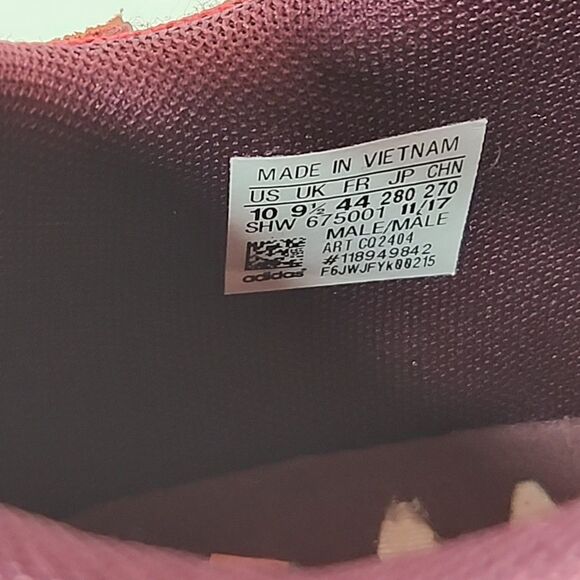 MADE IN VIETNAM
US UK FR JP CHN
10 9½ 44 280 270
SHW 675001 11/17
MALE/MALE
ART CQ2404
#118949842
F6JWJFYk00215
adidas